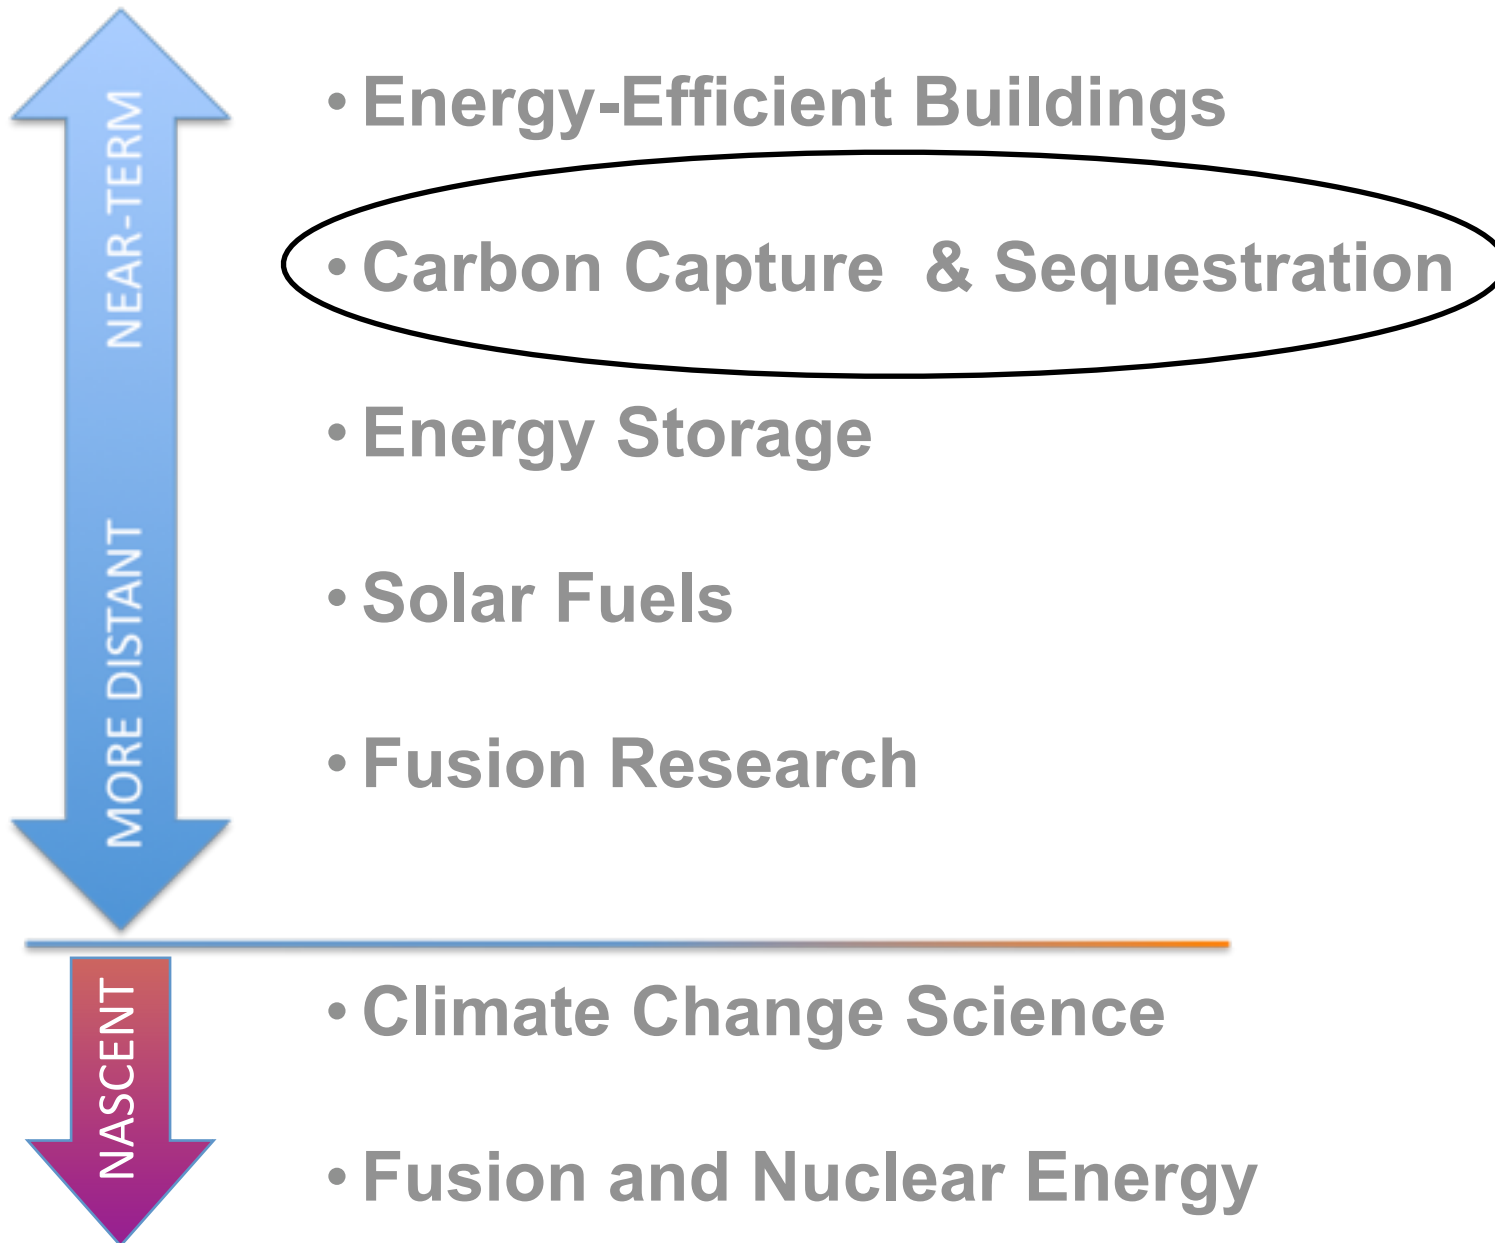 NEAR-TERM
MORE DISTANT
• Energy-Efficient Buildings
• Carbon Capture  & Sequestration
• Energy Storage
• Solar Fuels
• Fusion Research
NASCENT
• Climate Change Science
• Fusion and Nuclear Energy